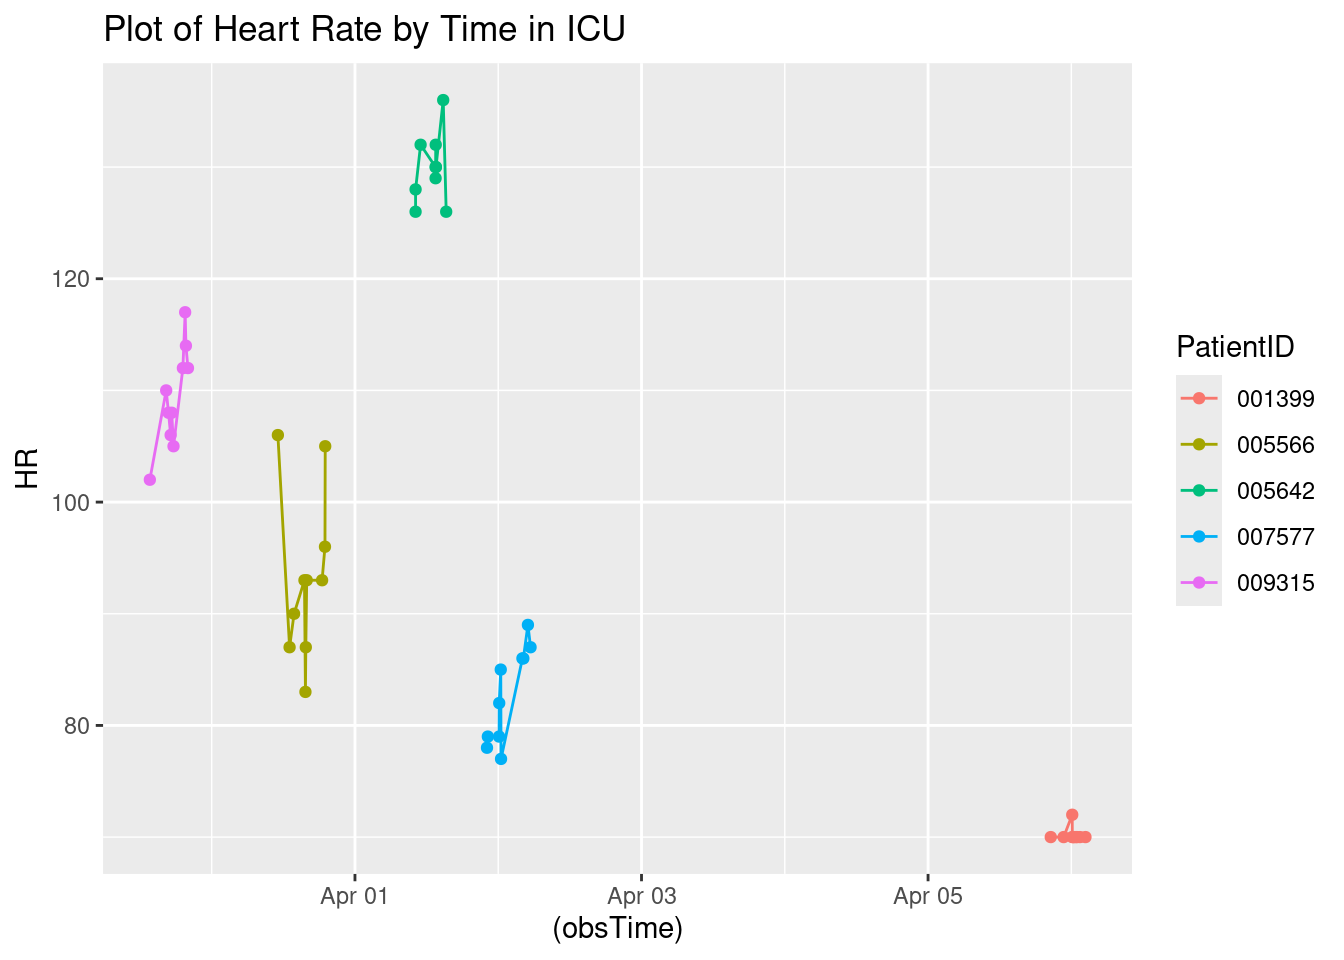 Plot of Heart Rate by Time in ICU
HR
120
100
80
Apr 01
Apr 03
Apr 05
(obsTime)
PatientID
001399
005566
005642
007577
009315